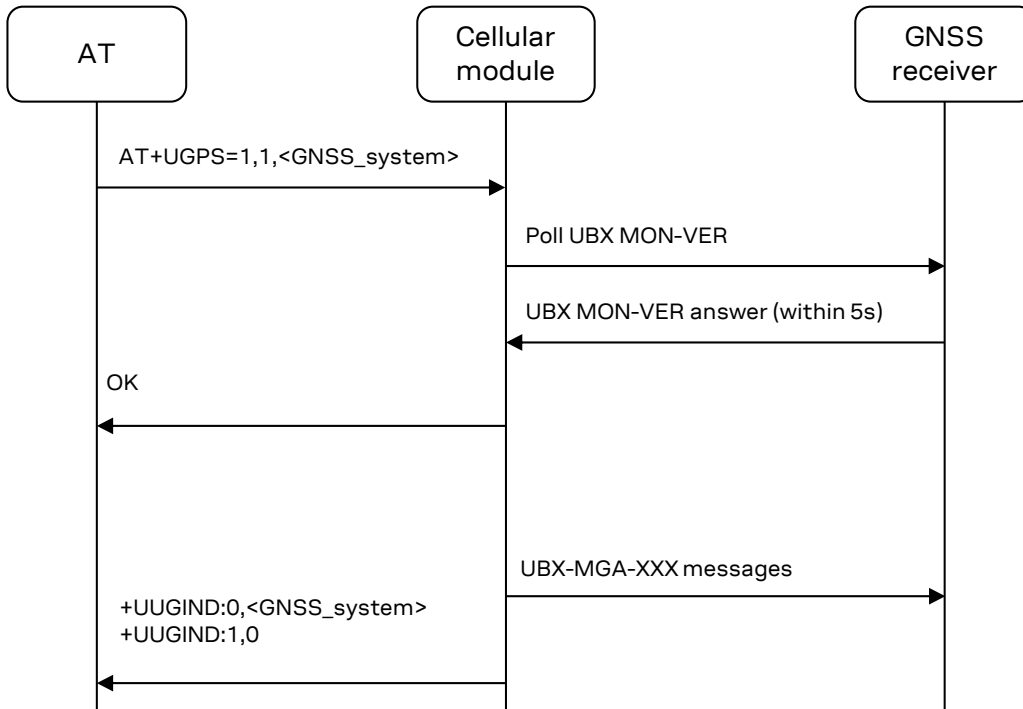 AT
Cellular
module
GNSS
receiver
AT+UGPS=1,1,<GNSS_system>
Poll UBX MON-VER
UBX MON-VER answer (within 5s)
OK
UBX-MGA-XXX messages
+UUGIND:0,<GNSS_system>
+UUGIND:1,0